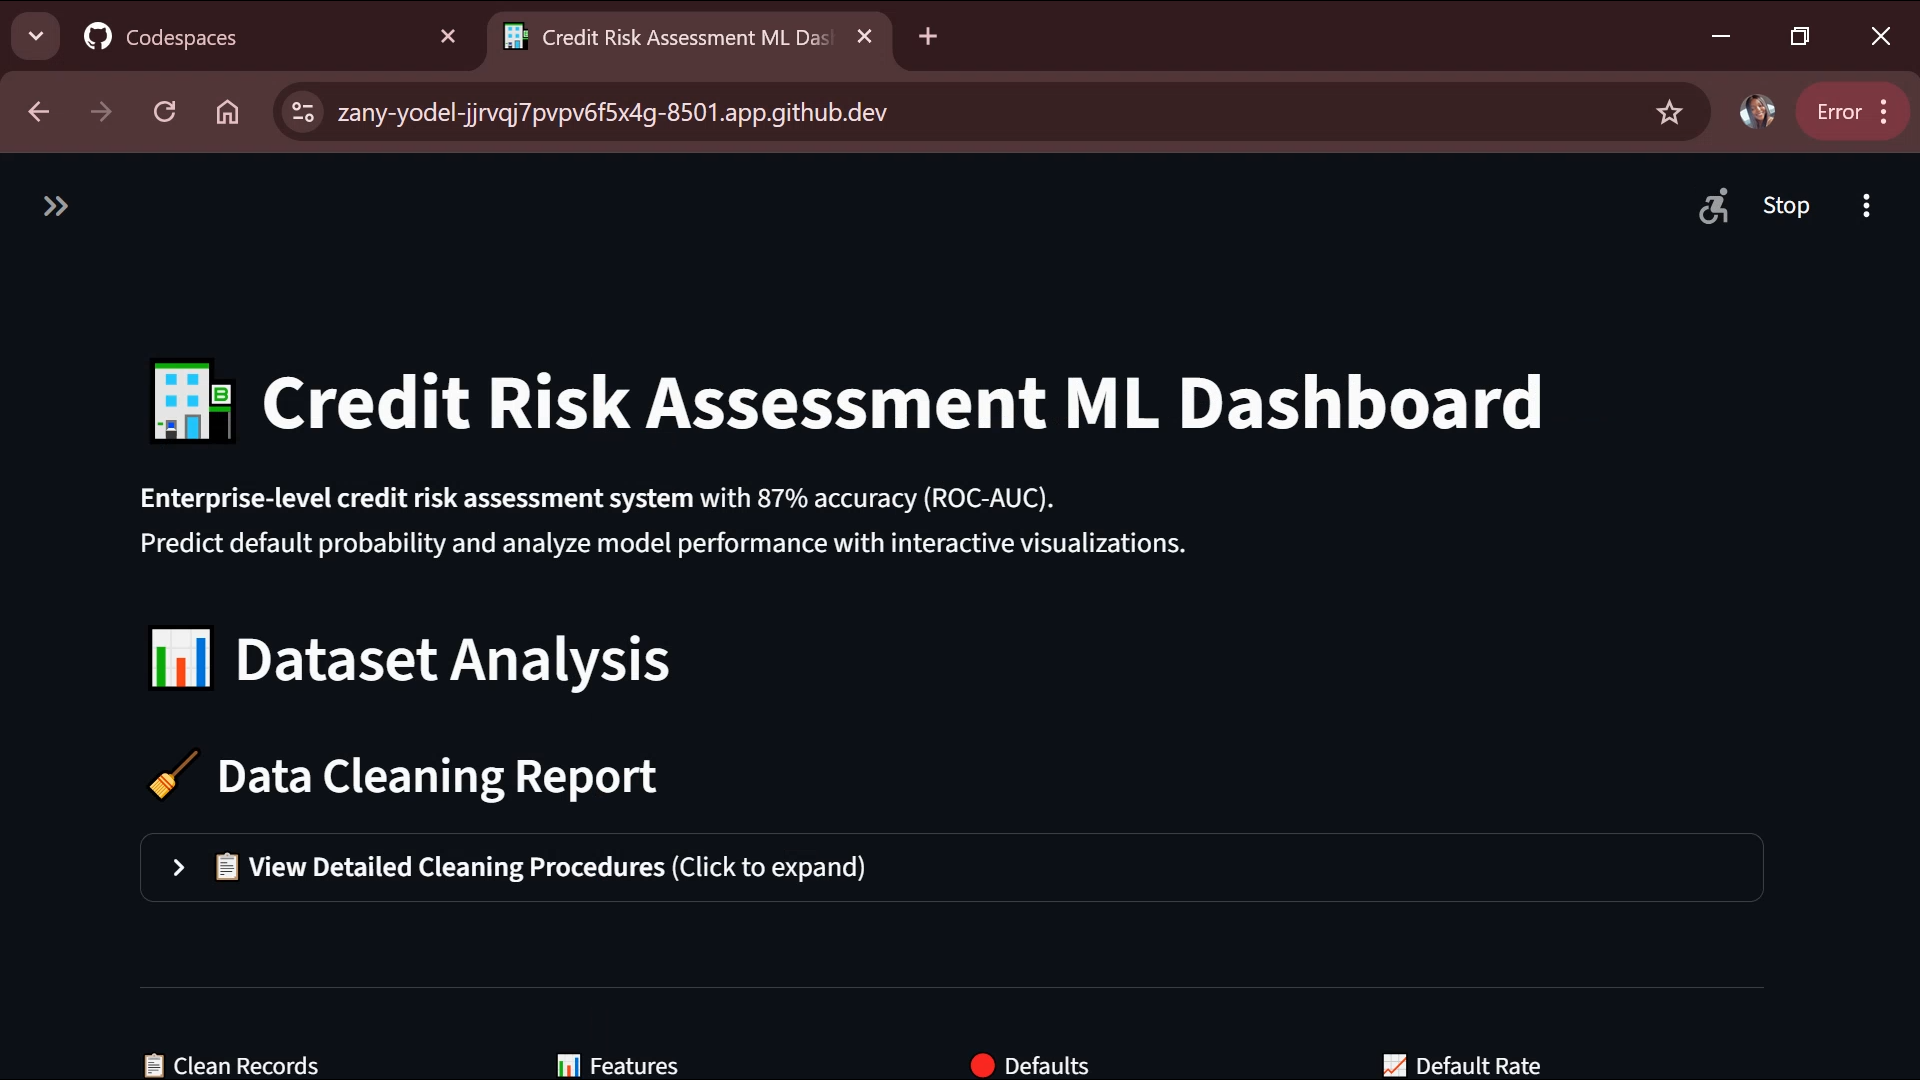 Codespaces
Credit Risk Assessment ML Das
zany-yodel-jjrvqj7pvpv6f5x4g-8501.app.github.dev
Error
Stop
Credit Risk Assessment ML Dashboard
Enterprise-level credit risk assessment system with 87% accuracy (ROC-AUC).
Predict default probability and analyze model performance with interactive visualizations.
Dataset Analysis
Data Cleaning Report
View Detailed Cleaning Procedures (Click to expand)
Clean Records
Features
Defaults
Default Rate